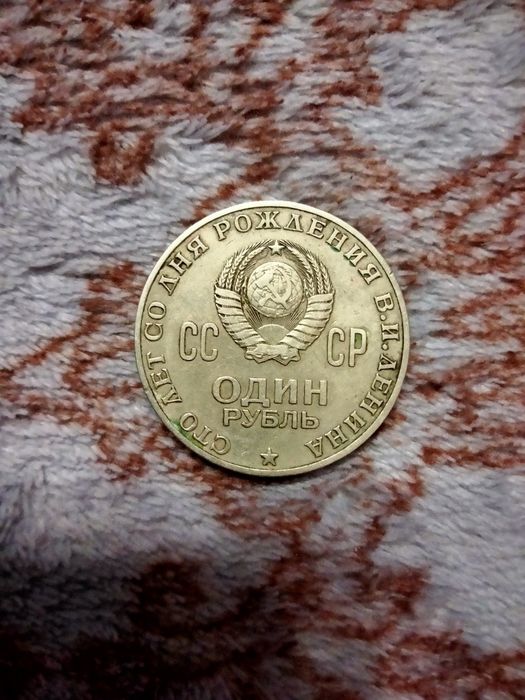 СТО ЛЕТ СО ДНЯ РОЖДЕНИЯ В.И.ЛЕНИНА
СС СР
ОДИН
РУБЛЬ